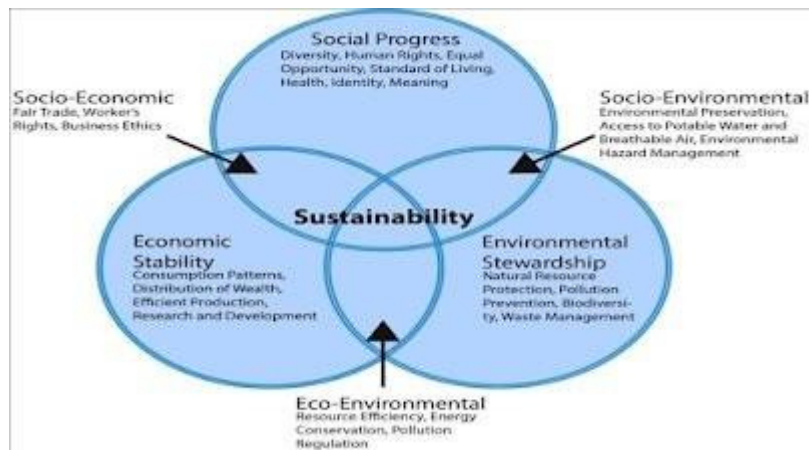 Social Progress
Diversity, Human Rights, Equal
Opportunity, Standard of Living,
Health, Identity, Meaning
Socio-Economic
Fair Trade, Worker's
Rights, Business Ethics
Socio-Environmental
Environmental Preservation,
Access to Potable Water and
Breathable Air, Environmental
Hazard Management
Sustainability
Economic
Stability
Consumption Patterns,
Distribution of Wealth,
Efficient Production,
Research and Development
Environmental
Stewardship
Natural Resource
Protection, Pollution
Prevention, Biodiversi-
ty, Waste Management
Eco-Environmental
Resource Efficiency, Energy
Conservation, Pollution
Regulation